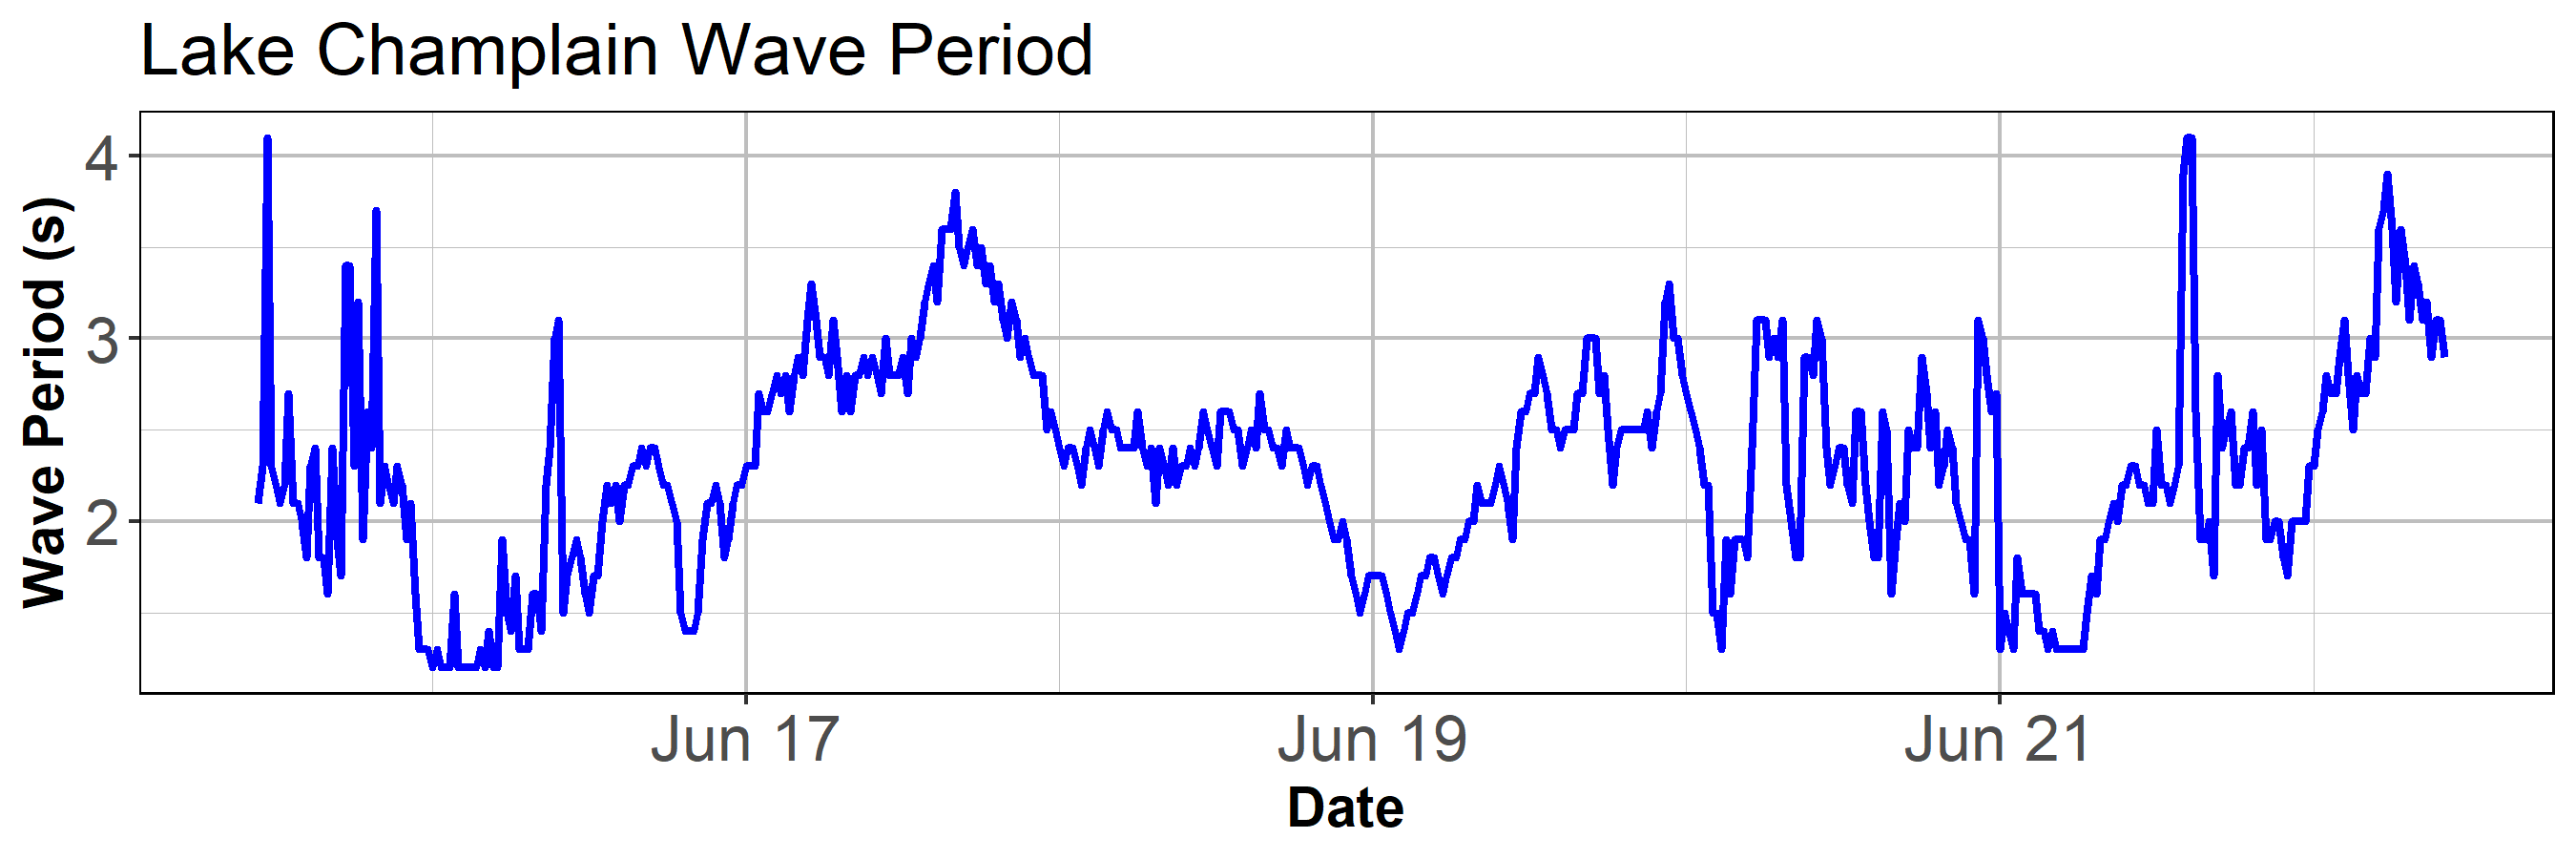 Lake Champlain Wave Period
Wave Period (s)
4
3
2
Jun 17
Jun 19
Jun 21
Date